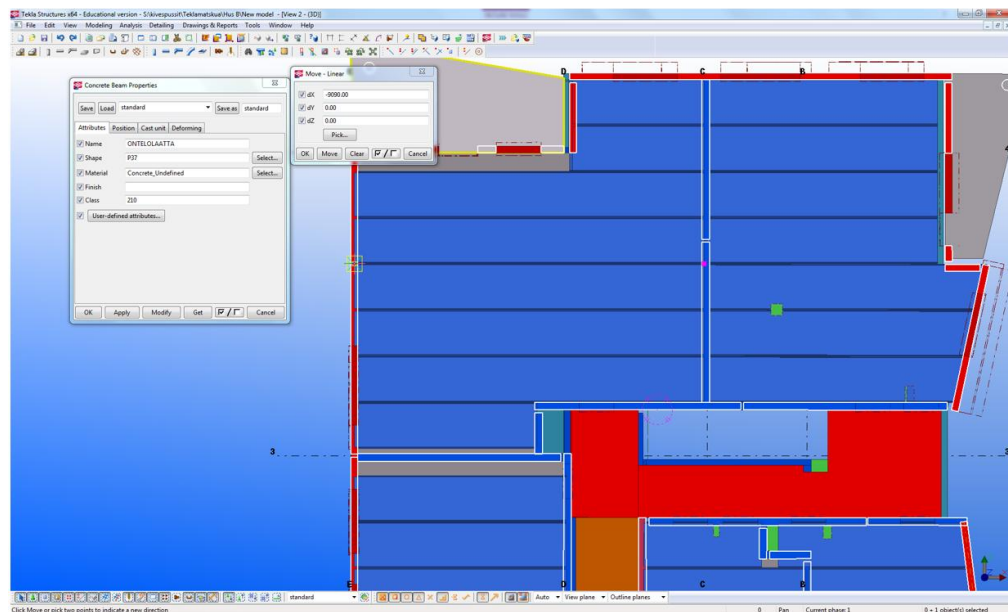 Tekla Structures x64 - Educational version - S:\kivespussit\Teklamatskue\Hus B\New model - [View 2 - (3D)]
File Edit View Modeling Analysis Detailing Drawings & Reports Tools Window Help
Concrete Beam Properties
Save Load standard Save as standard
Attributes Position Cast unit Deforming
Name ONTELOLAATTA
Shape P37 Select...
Material Concrete_Undefined Select...
Finish
Class 210
User-defined attributes...
OK Apply Modify Get Cancel
Move - Linear
dX -9090.00
dY 0.00
dZ 0.00
Pick...
OK Move Clear Cancel
D C B
4
3 3
E D C B
standard Auto View plane Outline planes
Click Move or pick two points to indicate a new direction 0 Pan Current phase: 1 0 + 1 object(s) selected